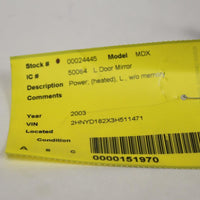 Stock # 00024445 Model MDX
IC # 50064 L Door Mirror
Description Power, (heated), L., w/o memory
Comments
Year 2003
VIN 2HNYD182X3H511471
Located
Condition
A B C
0000151970